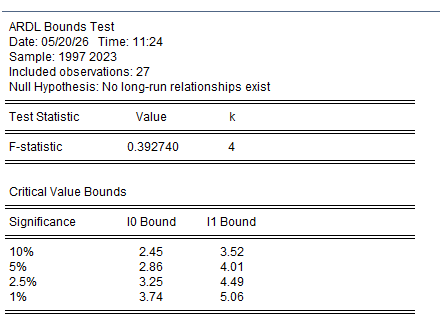 ARDL Bounds Test
Date: 05/20/26 Time: 11:24
Sample: 1997 2023
Included observations: 27
Null Hypothesis: No long-run relationships exist
Test Statistic Value k
F-statistic 0.392740 4
Critical Value Bounds
Significance I0 Bound I1 Bound
10% 2.45 3.52
5% 2.86 4.01
2.5% 3.25 4.49
1% 3.74 5.06